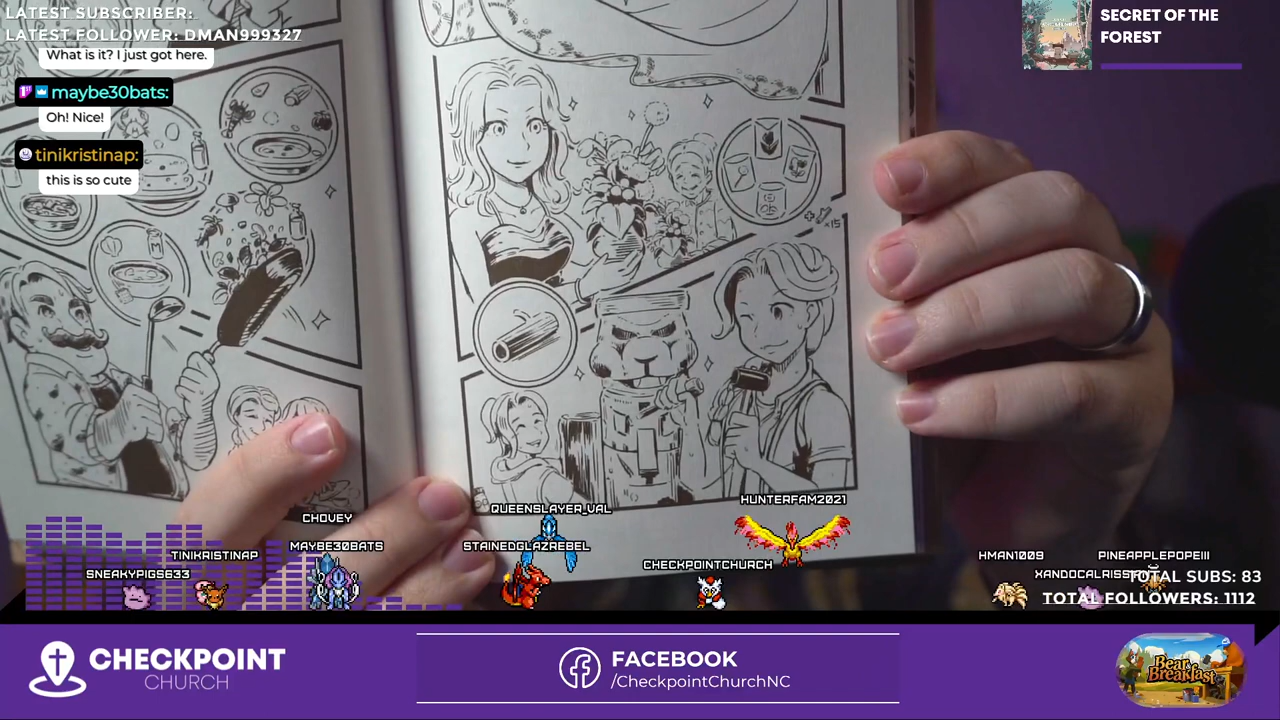 LATEST SUBSCRIBER:
LATEST FOLLOWER: DMAN999327
What is it? I just got here.
maybe30bats:
Oh! Nice!
tinikristinap:
this is so cute
SECRET OF THE
FOREST
+ x15
CHOVEY
QUEENSLAYER_VAL
HUNTERFAM2021
TINIKRISTINAP
MAYBE30BATS
STAINEDGLAZREBEL
SNEAKYPIGS633
CHECKPOINTCHURCH
HMAN1009
PINEAPPLEPOPEIII
TOTAL SUBS: 83
TOTAL FOLLOWERS: 1112
CHECKPOINT
CHURCH
FACEBOOK
/CheckpointChurchNC
Bear
Breakfast